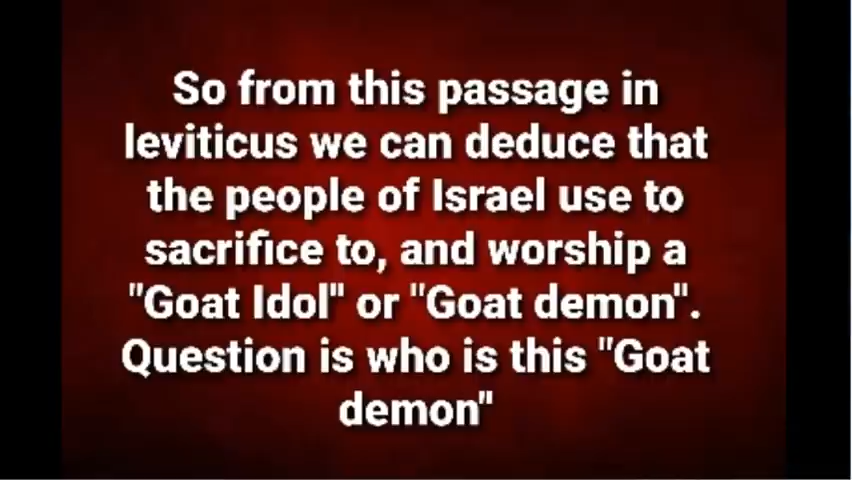 So from this passage in
leviticus we can deduce that
the people of Israel use to
sacrifice to, and worship a
"Goat Idol" or "Goat demon".
Question is who is this "Goat
demon"